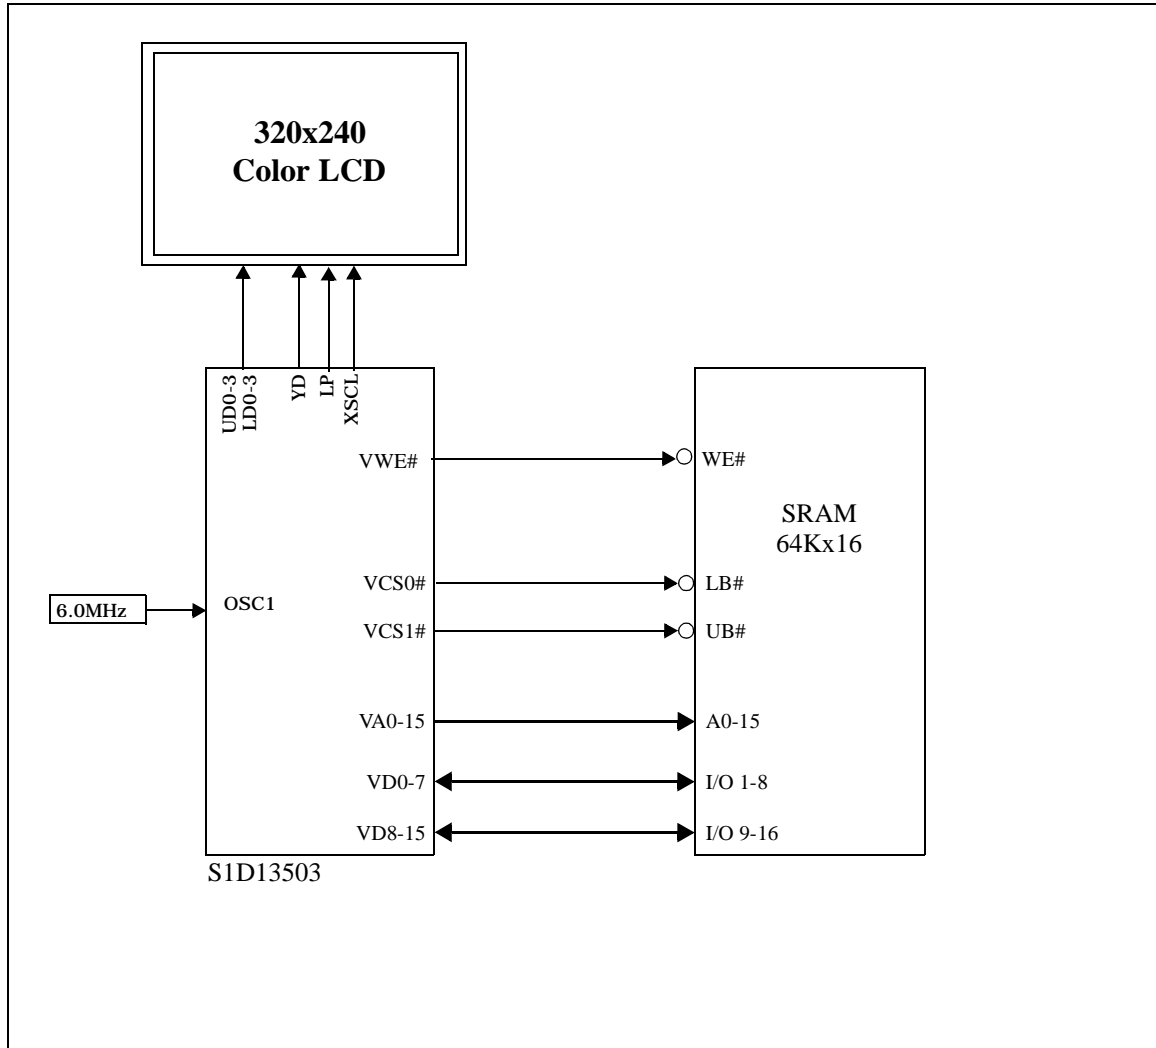 320x240
Color LCD
UD0-3
LD0-3
YD
LP
XSCL
VWE#
WE#
SRAM
64Kx16
VCS0#
LB#
6.0MHz
OSC1
VCS1#
UB#
VA0-15
A0-15
VD0-7
I/O 1-8
VD8-15
I/O 9-16
S1D13503